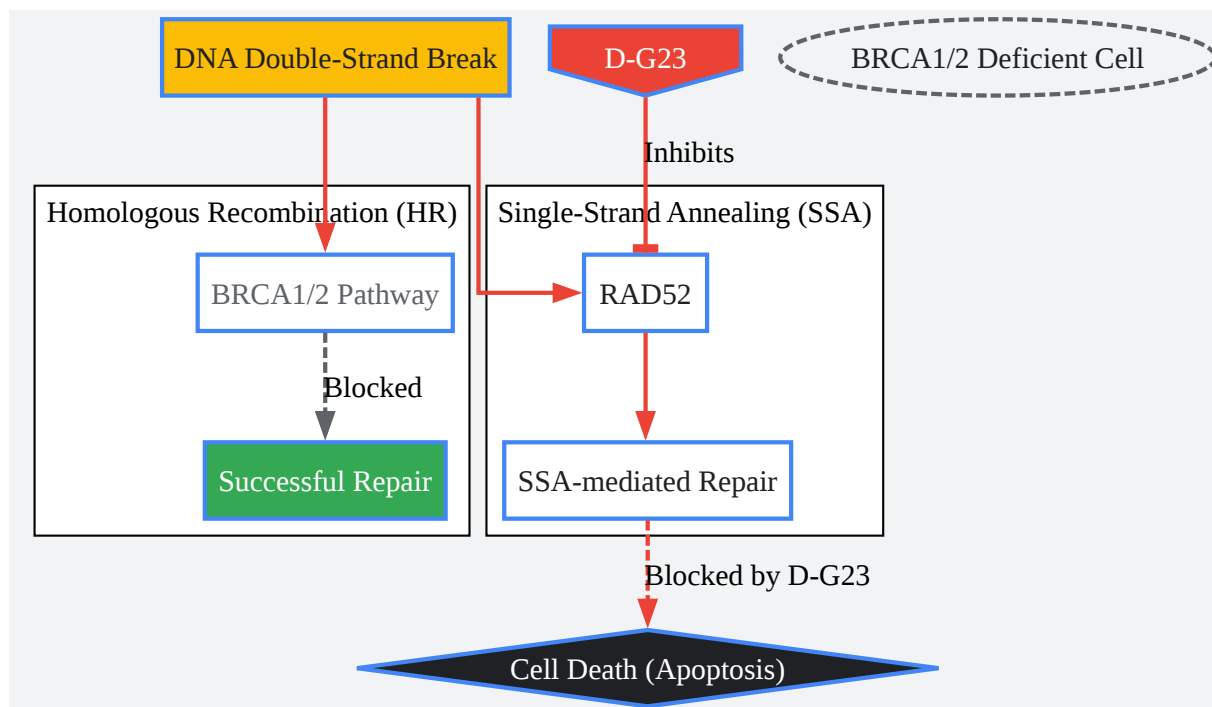 DNA Double-Strand Break
D-G23
BRCA1/2 Deficient Cell
Inhibits
Homologous Recombination (HR)
Single-Strand Annealing (SSA)
BRCA1/2 Pathway
RAD52
Blocked
Successful Repair
SSA-mediated Repair
Blocked by D-G23
Cell Death (Apoptosis)